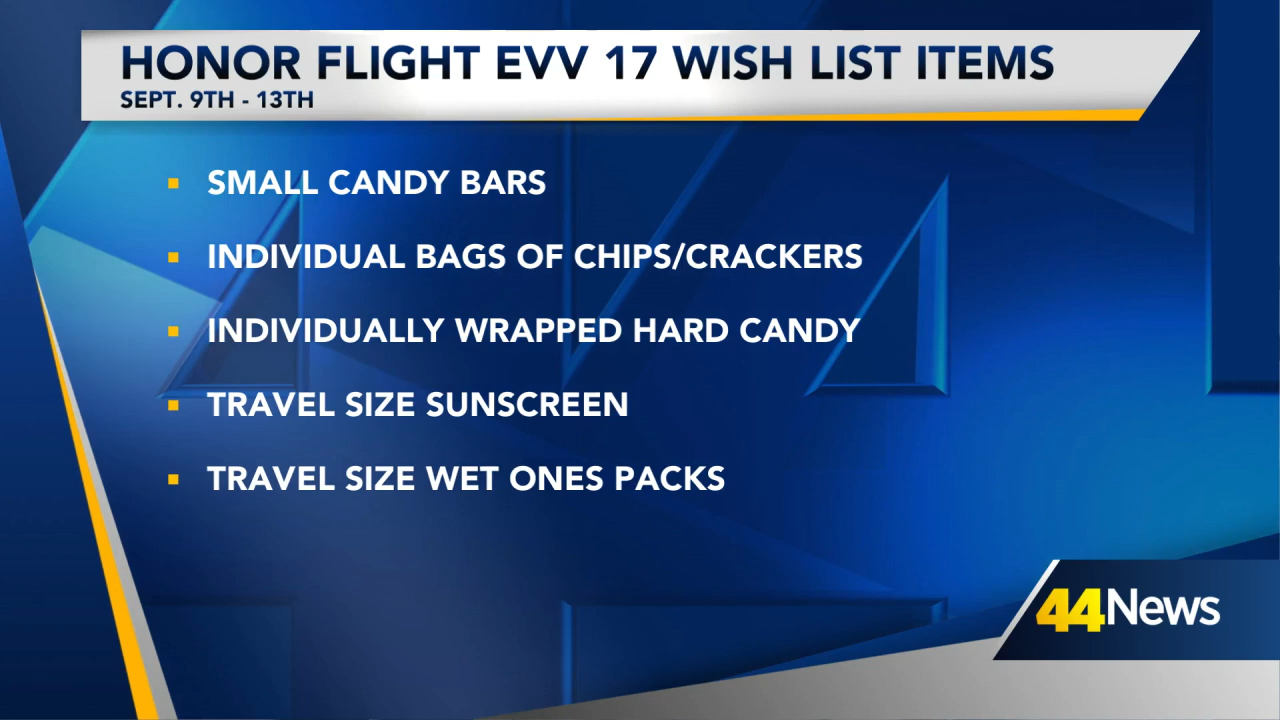 HONOR FLIGHT EVV 17 WISH LIST ITEMS
SEPT. 9TH - 13TH
SMALL CANDY BARS
INDIVIDUAL BAGS OF CHIPS/CRACKERS
INDIVIDUALLY WRAPPED HARD CANDY
TRAVEL SIZE SUNSCREEN
TRAVEL SIZE WET ONES PACKS
44News